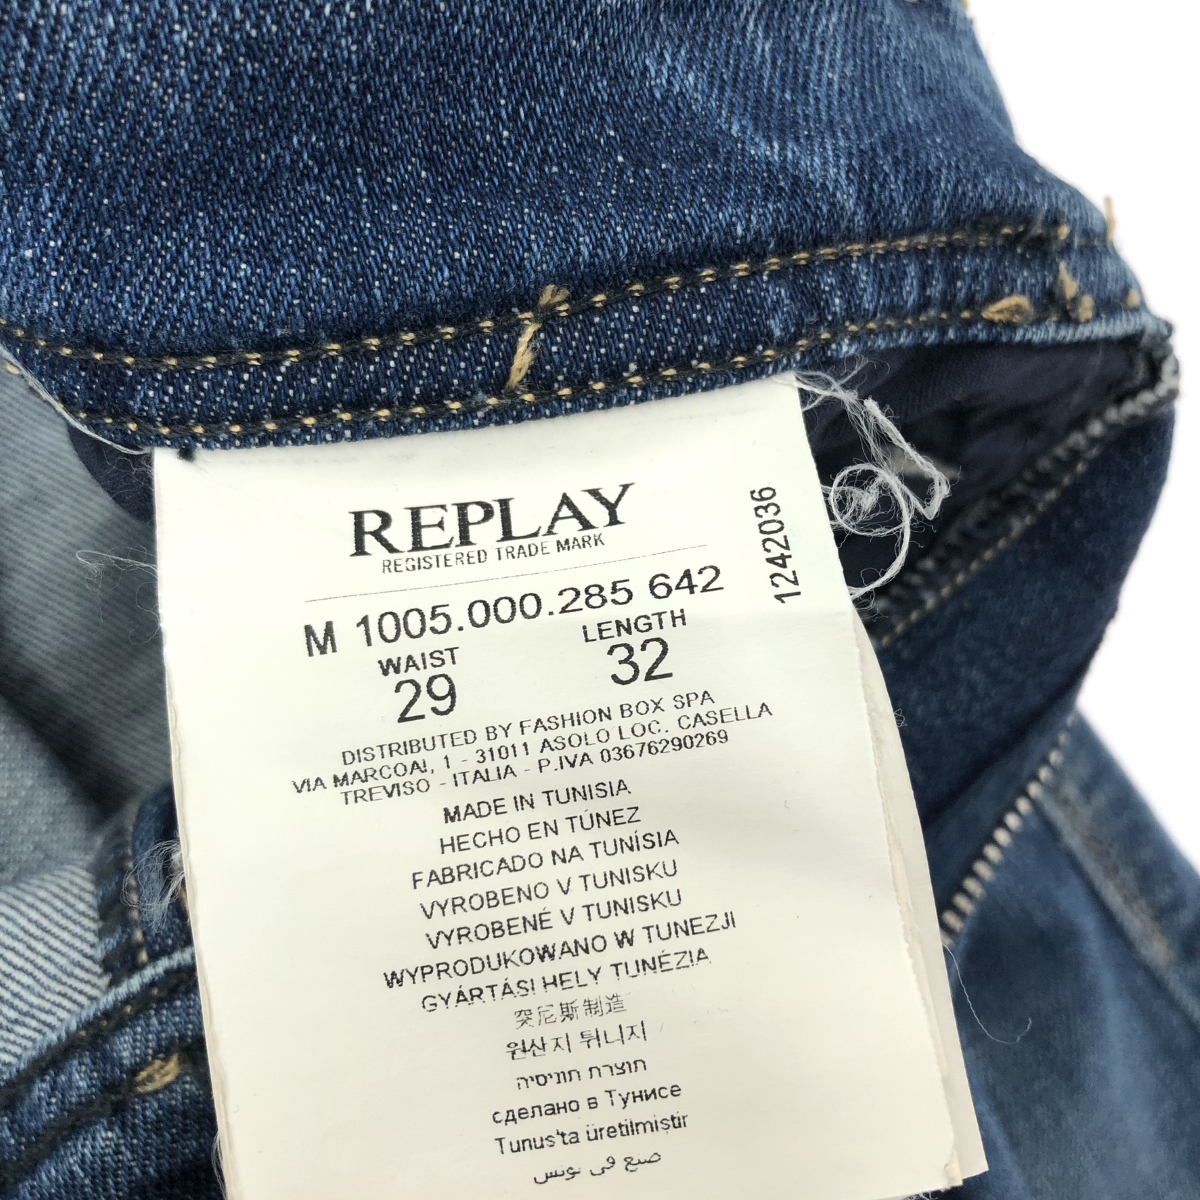 REPLAY
REGISTERED TRADE MARK
1242036
M 1005.000.285 642
WAIST LENGTH
29 32
DISTRIBUTED BY FASHION BOX SPA
VIA MARCOAI, 1 - 31011 ASOLO LOC. CASELLA
TREVISO - ITALIA - P.IVA 03676290269
MADE IN TUNISIA
HECHO EN TÚNEZ
FABRICADO NA TUNÍSIA
VYROBENO V TUNISKU
VYROBENÉ V TUNISKU
WYPRODUKOWANO W TUNEZJI
GYÁRTÁSI HELY TUNÉZIA
突尼斯制造
원산지 튀니지
תוצרת תוניסיה
сделано в Тунисе
Tunus'ta üretilmiştir
صنع في تونس